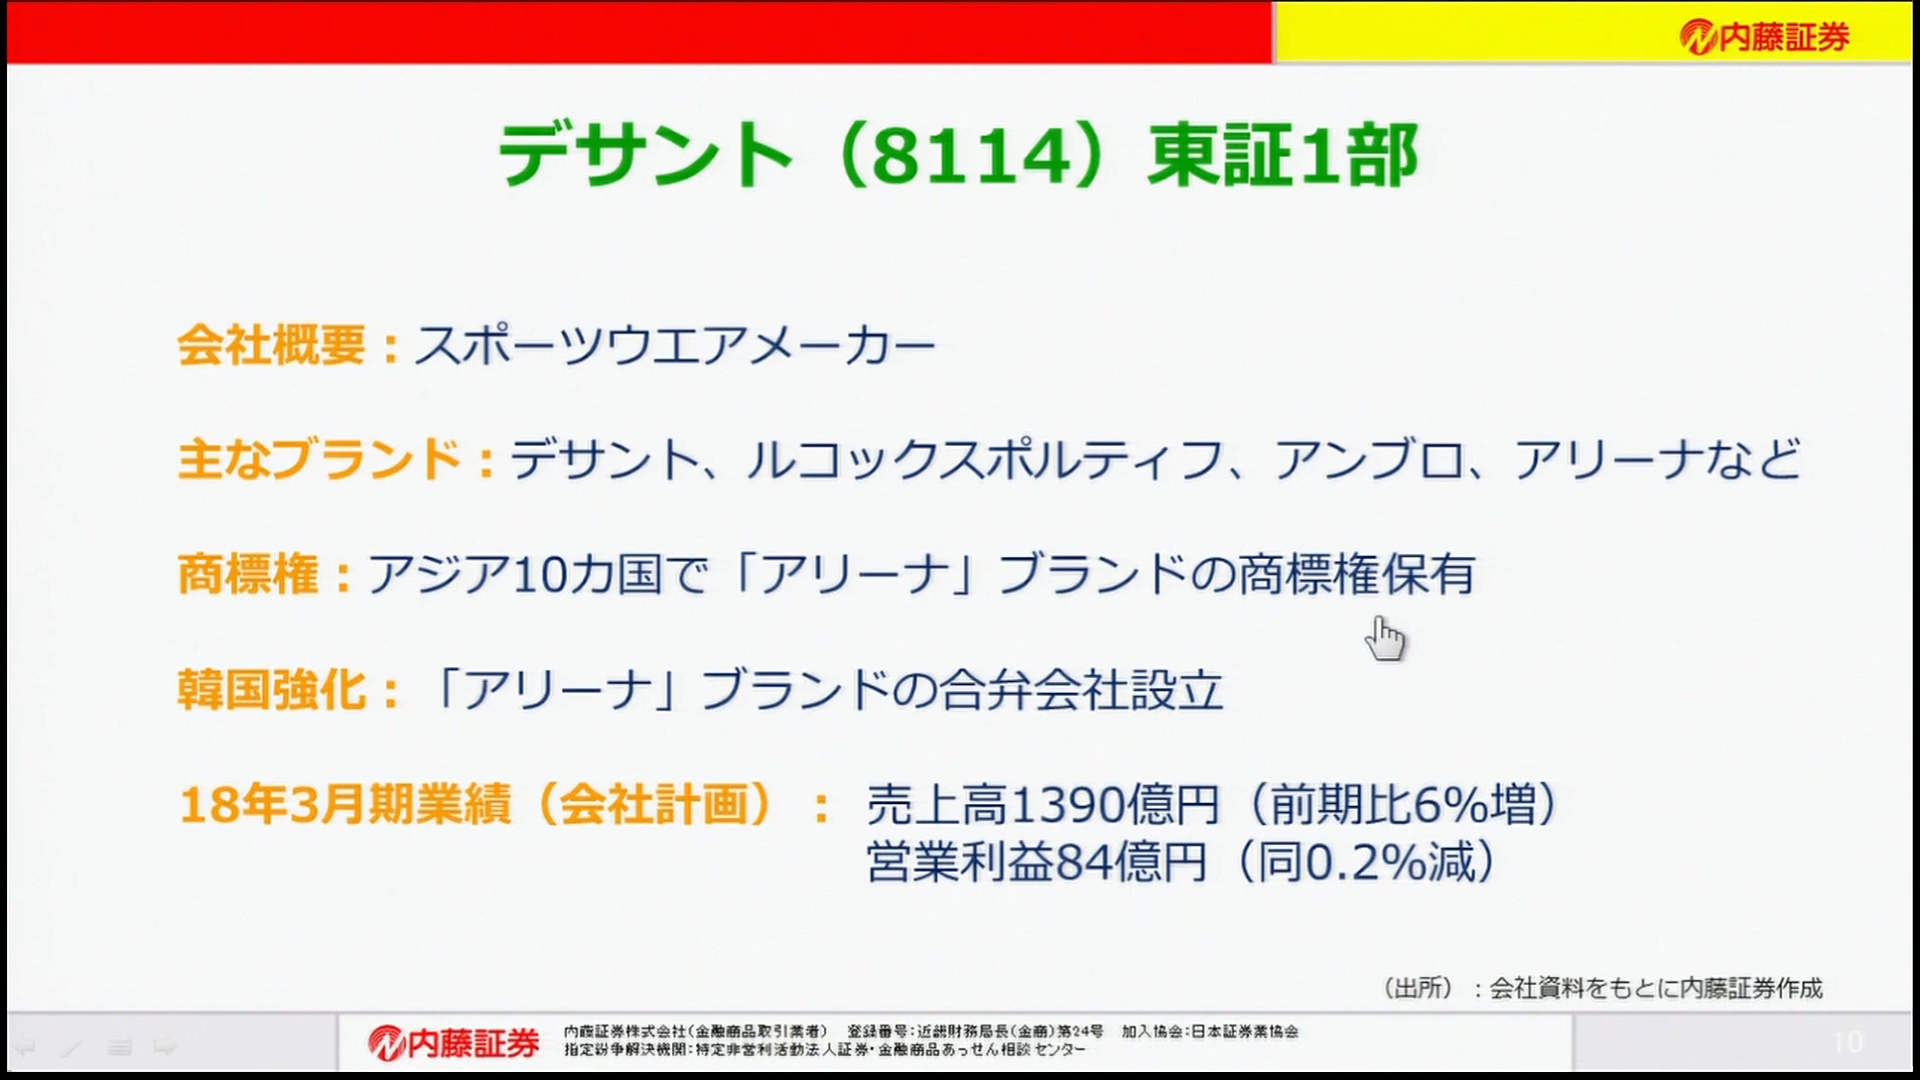 内藤証券
デサント（8114）東証1部
会社概要：スポーツウエアメーカー
主なブランド：デサント、ルコックスポルティフ、アンブロ、アリーナなど
商標権：アジア10カ国で「アリーナ」ブランドの商標権保有
韓国強化：「アリーナ」ブランドの合弁会社設立
18年3月期業績（会社計画）： 売上高1390億円（前期比6%増）
営業利益84億円（同0.2%減）
（出所）：会社資料をもとに内藤証券作成
内藤証券
内藤証券株式会社（金融商品取引業者） 登録番号：近畿財務局長（金商）第24号 加入協会：日本証券業協会
指定紛争解決機関：特定非営利活動法人証券・金融商品あっせん相談センター
10